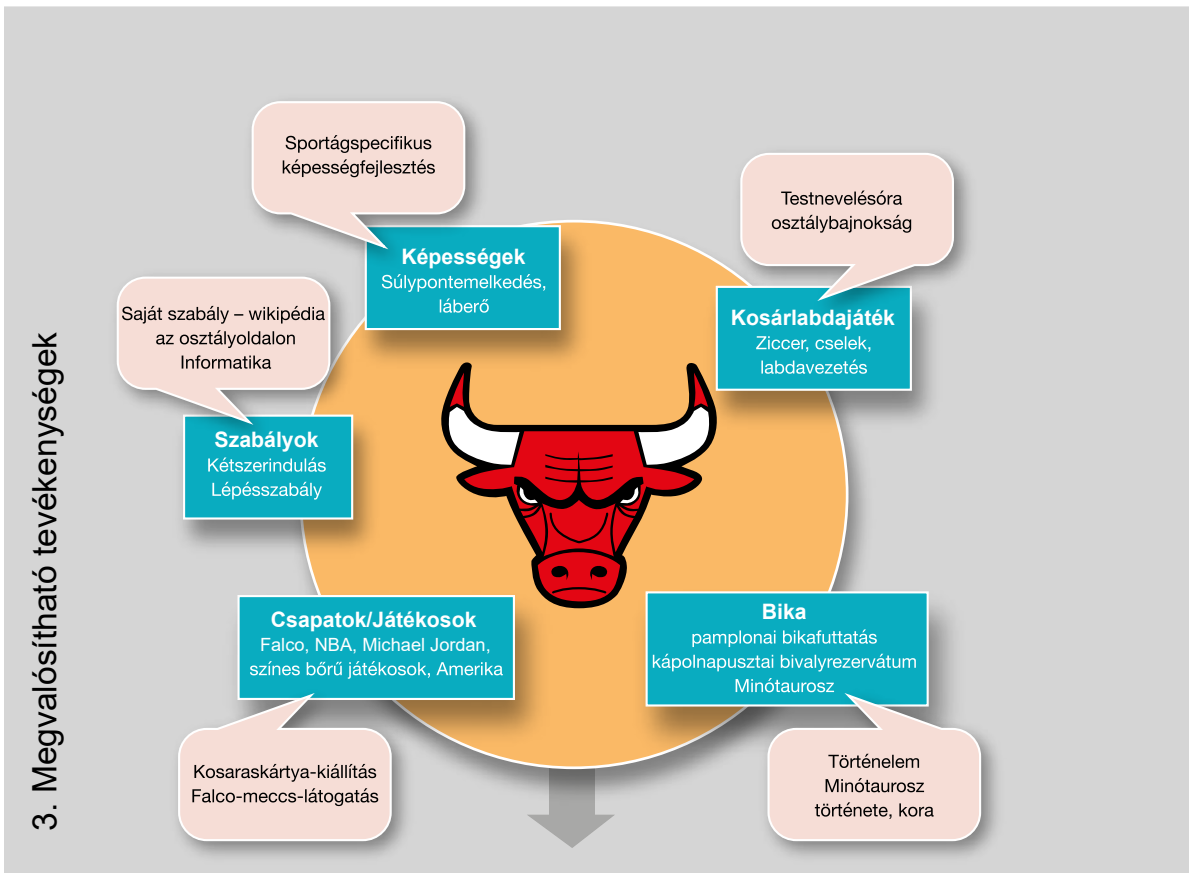 3. Megvalósítható tevékenységek
Sportágspecifikus
képességfejlesztés
Képességek
Súlypontemelkedés,
láberő
Testnevelésóra
osztálybajnokság
Kosárlabdajáték
Ziccer, cselek,
labdavezetés
Saját szabály – wikipédia
az osztályoldalon
Informatika
Szabályok
Kétszerindulás
Lépésszabály
Csapatok/Játékosok
Falco, NBA, Michael Jordan,
színes bőrű játékosok, Amerika
Kosaraskártya-kiállítás
Falco-meccs-látogatás
Bika
pamplonai bikafuttatás
kápolnapusztai bivalyrezervátum
Minótaurosz
Történelem
Minótaurosz
története, kora